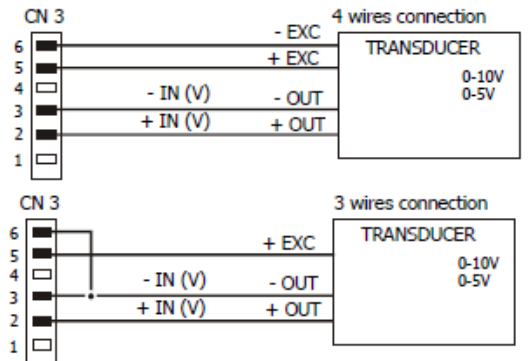 CN 3
4 wires connection
6
- EXC
TRANSDUCER
5
+ EXC
0-10V
4
- IN (V)
- OUT
0-5V
3
+ IN (V)
+ OUT
2
1
CN 3
3 wires connection
6
TRANSDUCER
5
+ EXC
0-10V
4
- IN (V)
- OUT
0-5V
3
+ IN (V)
+ OUT
2
1